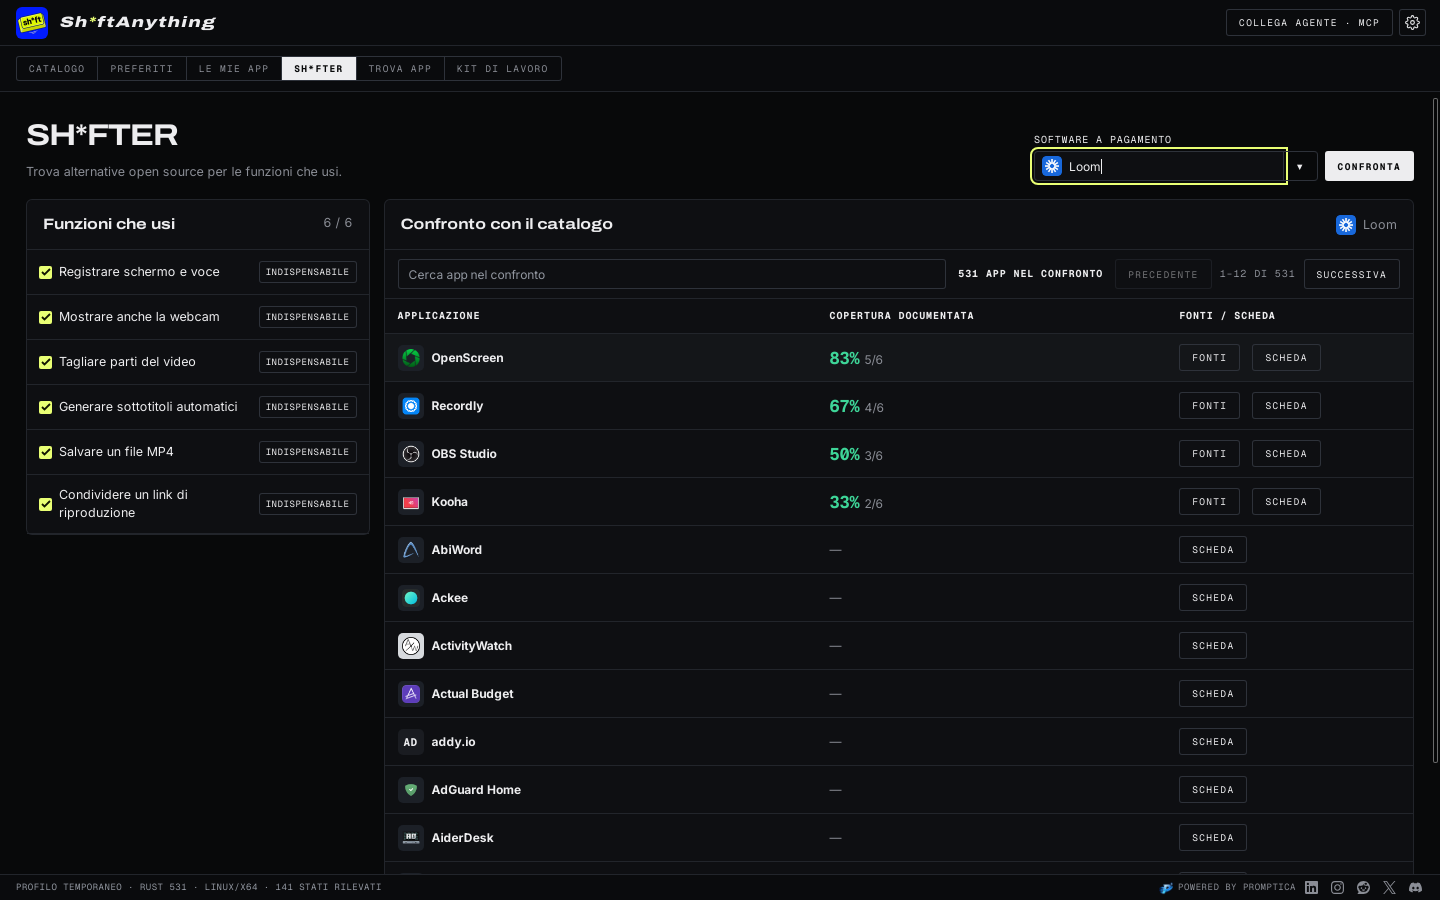 sh*ft
Sh*ftAnything
COLLEGA AGENTE · MCP
CATALOGO
PREFERITI
LE MIE APP
SH*FTER
TROVA APP
KIT DI LAVORO
SH*FTER
Trova alternative open source per le funzioni che usi.
SOFTWARE A PAGAMENTO
Loom
▼
CONFRONTA
Funzioni che usi
6 / 6
Registrare schermo e voce
INDISPENSABILE
Mostrare anche la webcam
INDISPENSABILE
Tagliare parti del video
INDISPENSABILE
Generare sottotitoli automatici
INDISPENSABILE
Salvare un file MP4
INDISPENSABILE
Condividere un link di
riproduzione
INDISPENSABILE
Confronto con il catalogo
Loom
Cerca app nel confronto
531 APP NEL CONFRONTO
PRECEDENTE
1–12 DI 531
SUCCESSIVA
APPLICAZIONE
COPERTURA DOCUMENTATA
FONTI / SCHEDA
OpenScreen
83% 5/6
FONTI
SCHEDA
Recordly
67% 4/6
FONTI
SCHEDA
OBS Studio
50% 3/6
FONTI
SCHEDA
Kooha
33% 2/6
FONTI
SCHEDA
AbiWord
—
SCHEDA
Ackee
—
SCHEDA
ActivityWatch
—
SCHEDA
Actual Budget
—
SCHEDA
AD
addy.io
—
SCHEDA
AdGuard Home
—
SCHEDA
AiderDesk
—
SCHEDA
PROFILO TEMPORANEO · RUST 531 · LINUX/X64 · 141 STATI RILEVATI
POWERED BY PROMPTICA